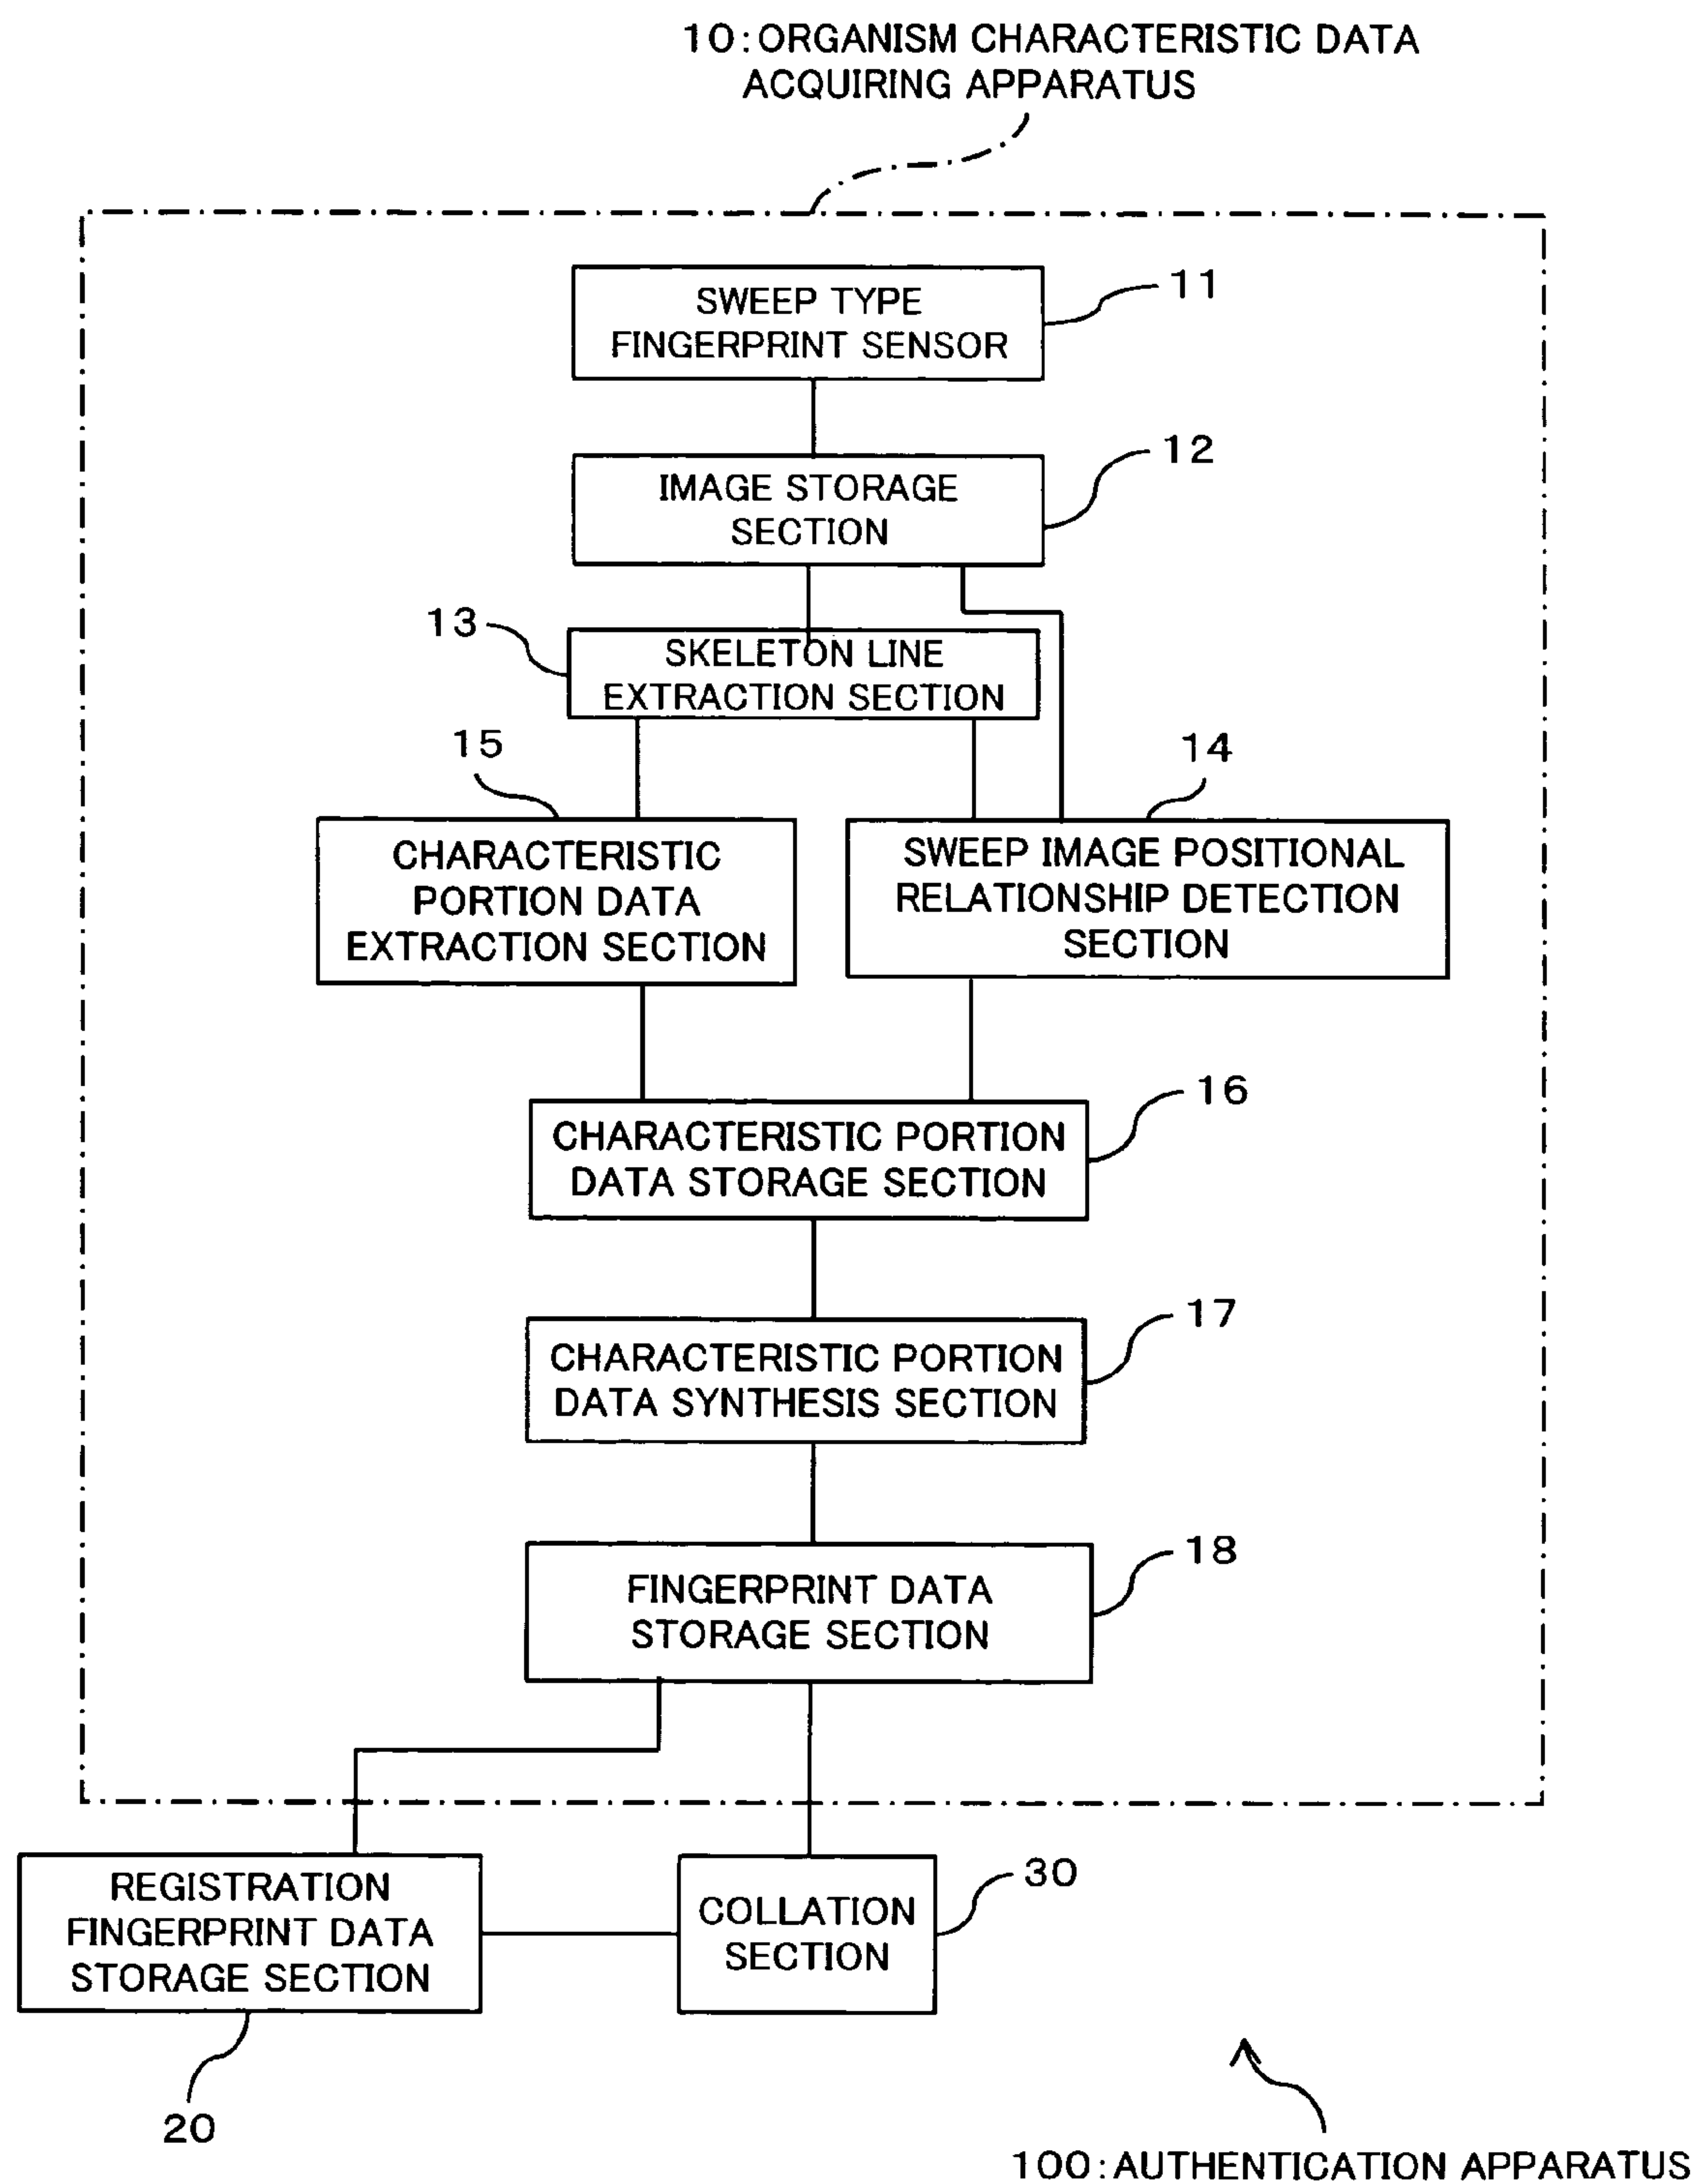 10:ORGANISM CHARACTERISTIC DATA
ACQUIRING APPARATUS
SWEEP TYPE
FINGERPRINT SENSOR
11
IMAGE STORAGE
SECTION
12
13
SKELETON LINE
EXTRACTION SECTION
15
14
CHARACTERISTIC
PORTION DATA
EXTRACTION SECTION
SWEEP IMAGE POSITIONAL
RELATIONSHIP DETECTION
SECTION
16
CHARACTERISTIC PORTION
DATA STORAGE SECTION
17
CHARACTERISTIC PORTION
DATA SYNTHESIS SECTION
18
FINGERPRINT DATA
STORAGE SECTION
REGISTRATION
FINGERPRINT DATA
STORAGE SECTION
COLLATION
SECTION
30
20
100:AUTHENTICATION APPARATUS